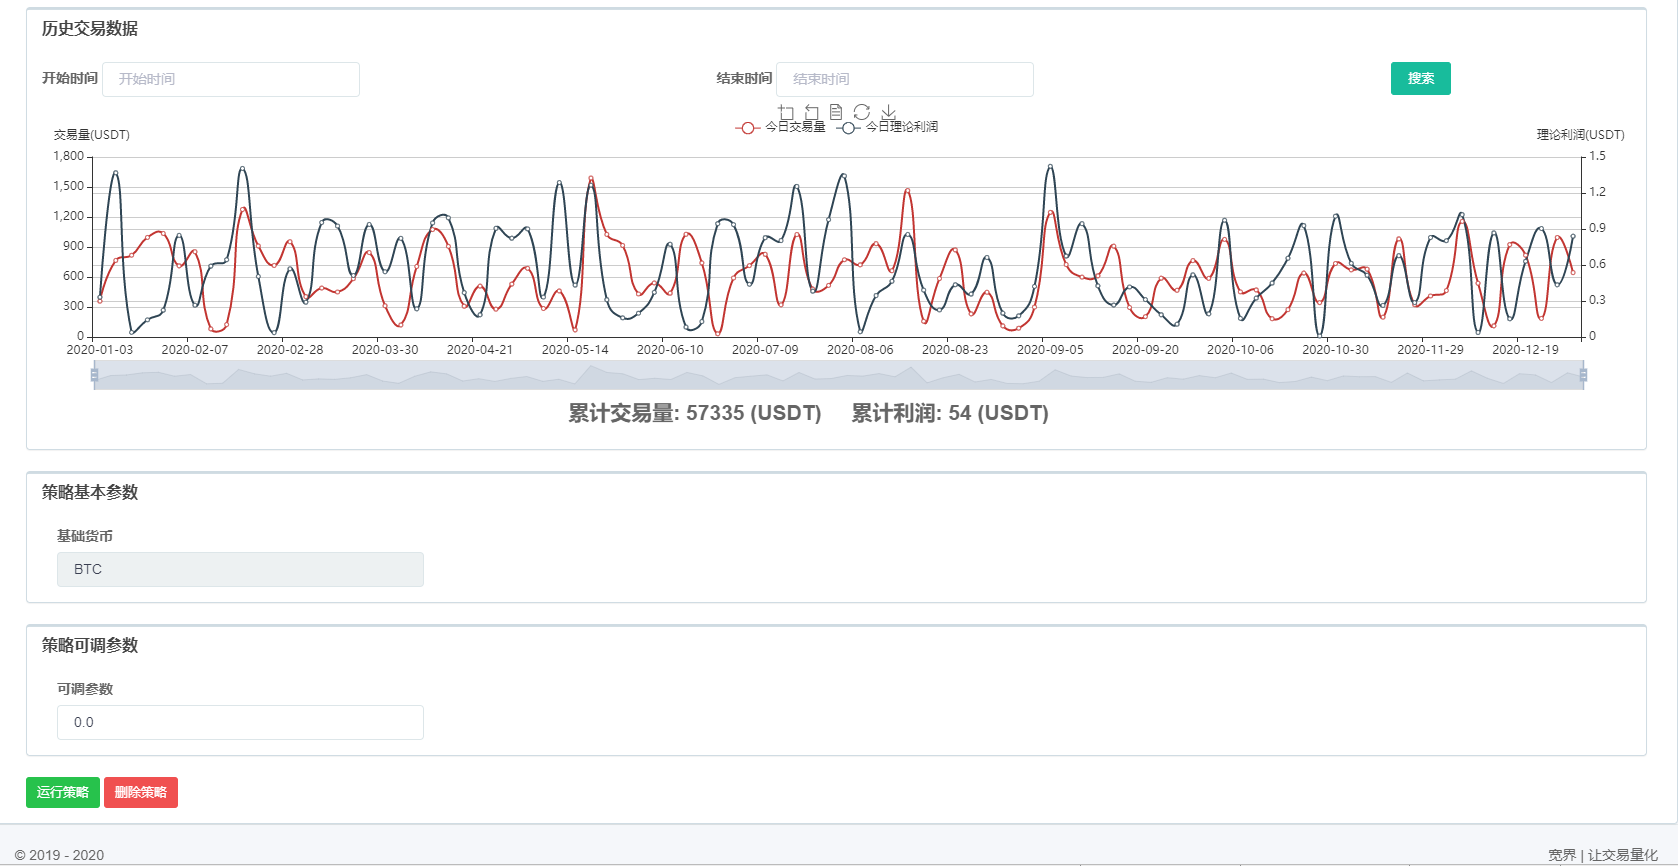 历史交易数据
开始时间 开始时间 结束时间 结束时间 搜索
今日交易量 今日理论利润
交易量(USDT) 理论利润(USDT)
1,800 1.5
1,500 1.2
1,200
900 0.9
600 0.6
300 0.3
0 0
2020-01-03 2020-02-07 2020-02-28 2020-03-30 2020-04-21 2020-05-14 2020-06-10 2020-07-09 2020-08-06 2020-08-23 2020-09-05 2020-09-20 2020-10-06 2020-10-30 2020-11-29 2020-12-19
累计交易量: 57335 (USDT) 累计利润: 54 (USDT)
策略基本参数
基础货币
BTC
策略可调参数
可调参数
0.0
运行策略 删除策略
© 2019 - 2020 宽界 | 让交易量化